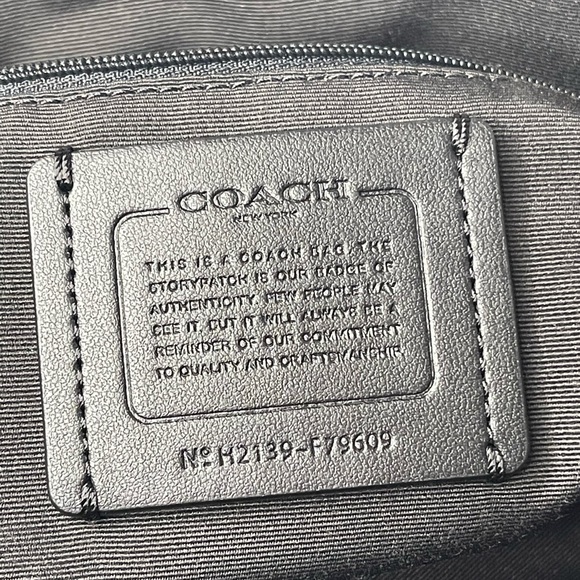 COACH
NEW YORK
THIS IS A COACH BAG. THE
STORYPATCH IS OUR BADGE OF
AUTHENTICITY. FEW PEOPLE MAY
SEE IT, BUT IT WILL ALWAYS BE A
REMINDER OF OUR COMMITMENT
TO QUALITY AND CRAFTSMANSHIP.
Nº H2139-F79609